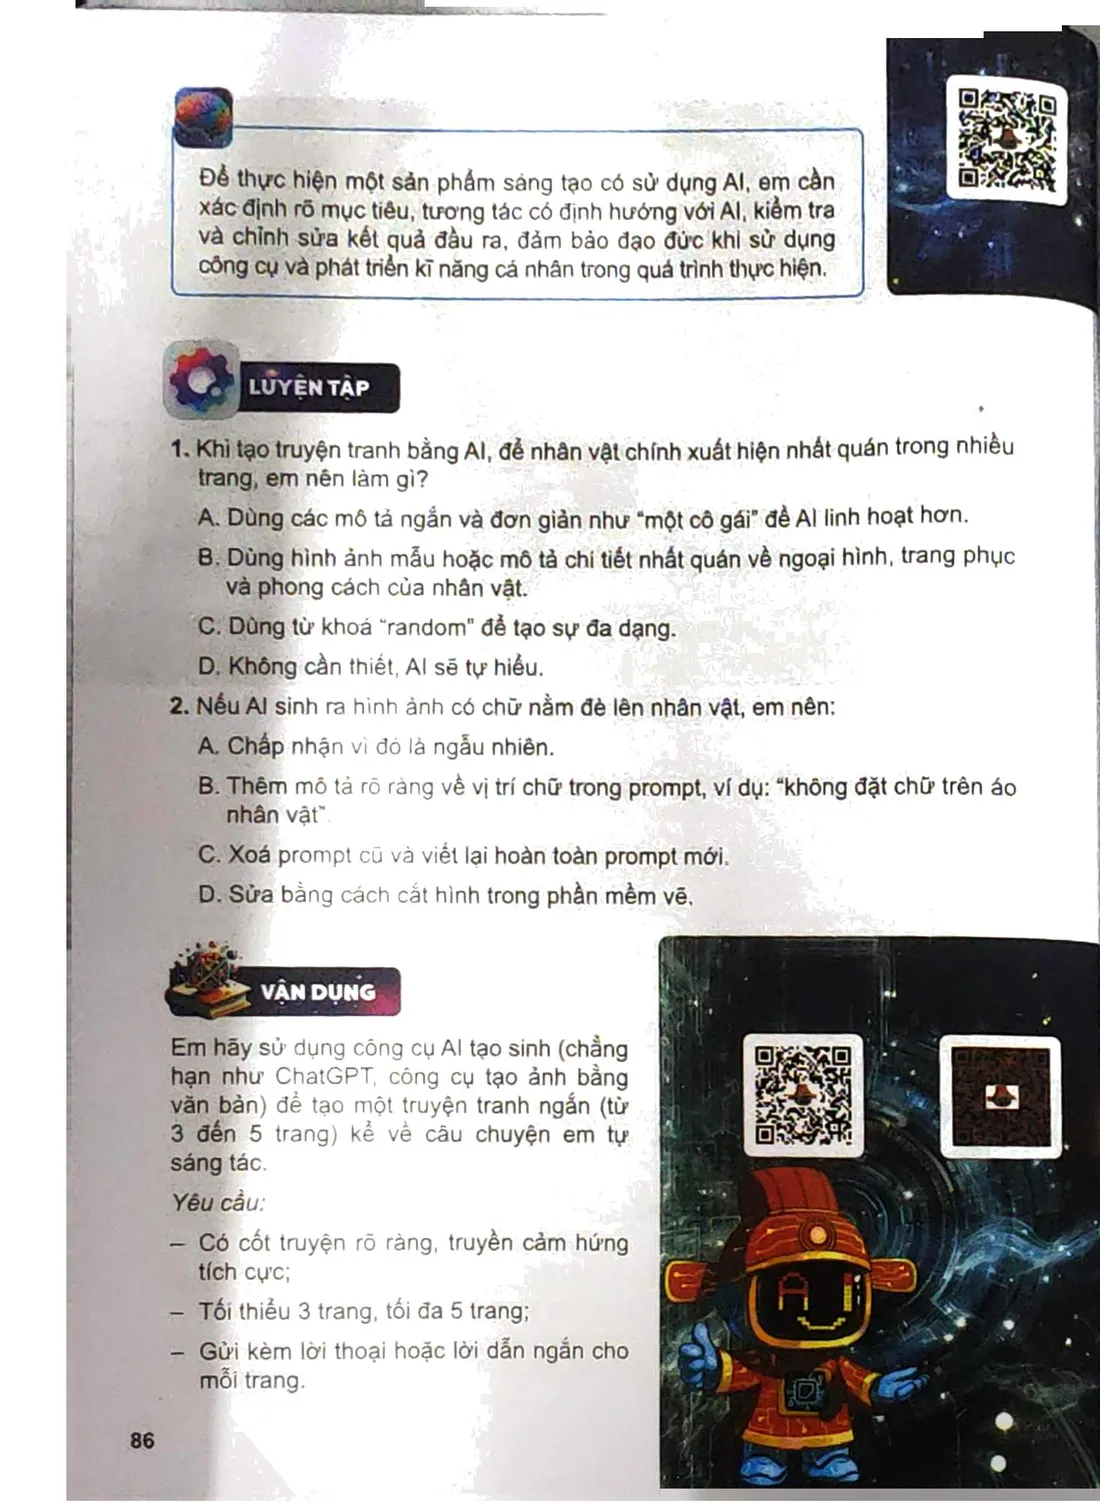 Để thực hiện một sản phẩm sáng tạo có sử dụng AI, em cần
xác định rõ mục tiêu, tương tác có định hướng với AI, kiểm tra
và chỉnh sửa kết quả đầu ra, đảm bảo đạo đức khi sử dụng
công cụ và phát triển kĩ năng cá nhân trong quá trình thực hiện.
LUYỆN TẬP
1. Khi tạo truyện tranh bằng AI, để nhân vật chính xuất hiện nhất quán trong nhiều
trang, em nên làm gì?
A. Dùng các mô tả ngắn và đơn giản như “một cô gái” để AI linh hoạt hơn.
B. Dùng hình ảnh mẫu hoặc mô tả chi tiết nhất quán về ngoại hình, trang phục
và phong cách của nhân vật.
C. Dùng từ khoá “random” để tạo sự đa dạng.
D. Không cần thiết, AI sẽ tự hiểu.
2. Nếu AI sinh ra hình ảnh có chữ nằm đè lên nhân vật, em nên:
A. Chấp nhận vì đó là ngẫu nhiên.
B. Thêm mô tả rõ ràng về vị trí chữ trong prompt, ví dụ: “không đặt chữ trên áo
nhân vật”.
C. Xoá prompt cũ và viết lại hoàn toàn prompt mới.
D. Sửa bằng cách cắt hình trong phần mềm vẽ.
VẬN DỤNG
Em hãy sử dụng công cụ AI tạo sinh (chẳng
hạn như ChatGPT, công cụ tạo ảnh bằng
văn bản) để tạo một truyện tranh ngắn (từ
3 đến 5 trang) kể về câu chuyện em tự
sáng tác.
Yêu cầu:
– Có cốt truyện rõ ràng, truyền cảm hứng
tích cực;
– Tối thiểu 3 trang, tối đa 5 trang;
– Gửi kèm lời thoại hoặc lời dẫn ngắn cho
mỗi trang.
AI
86